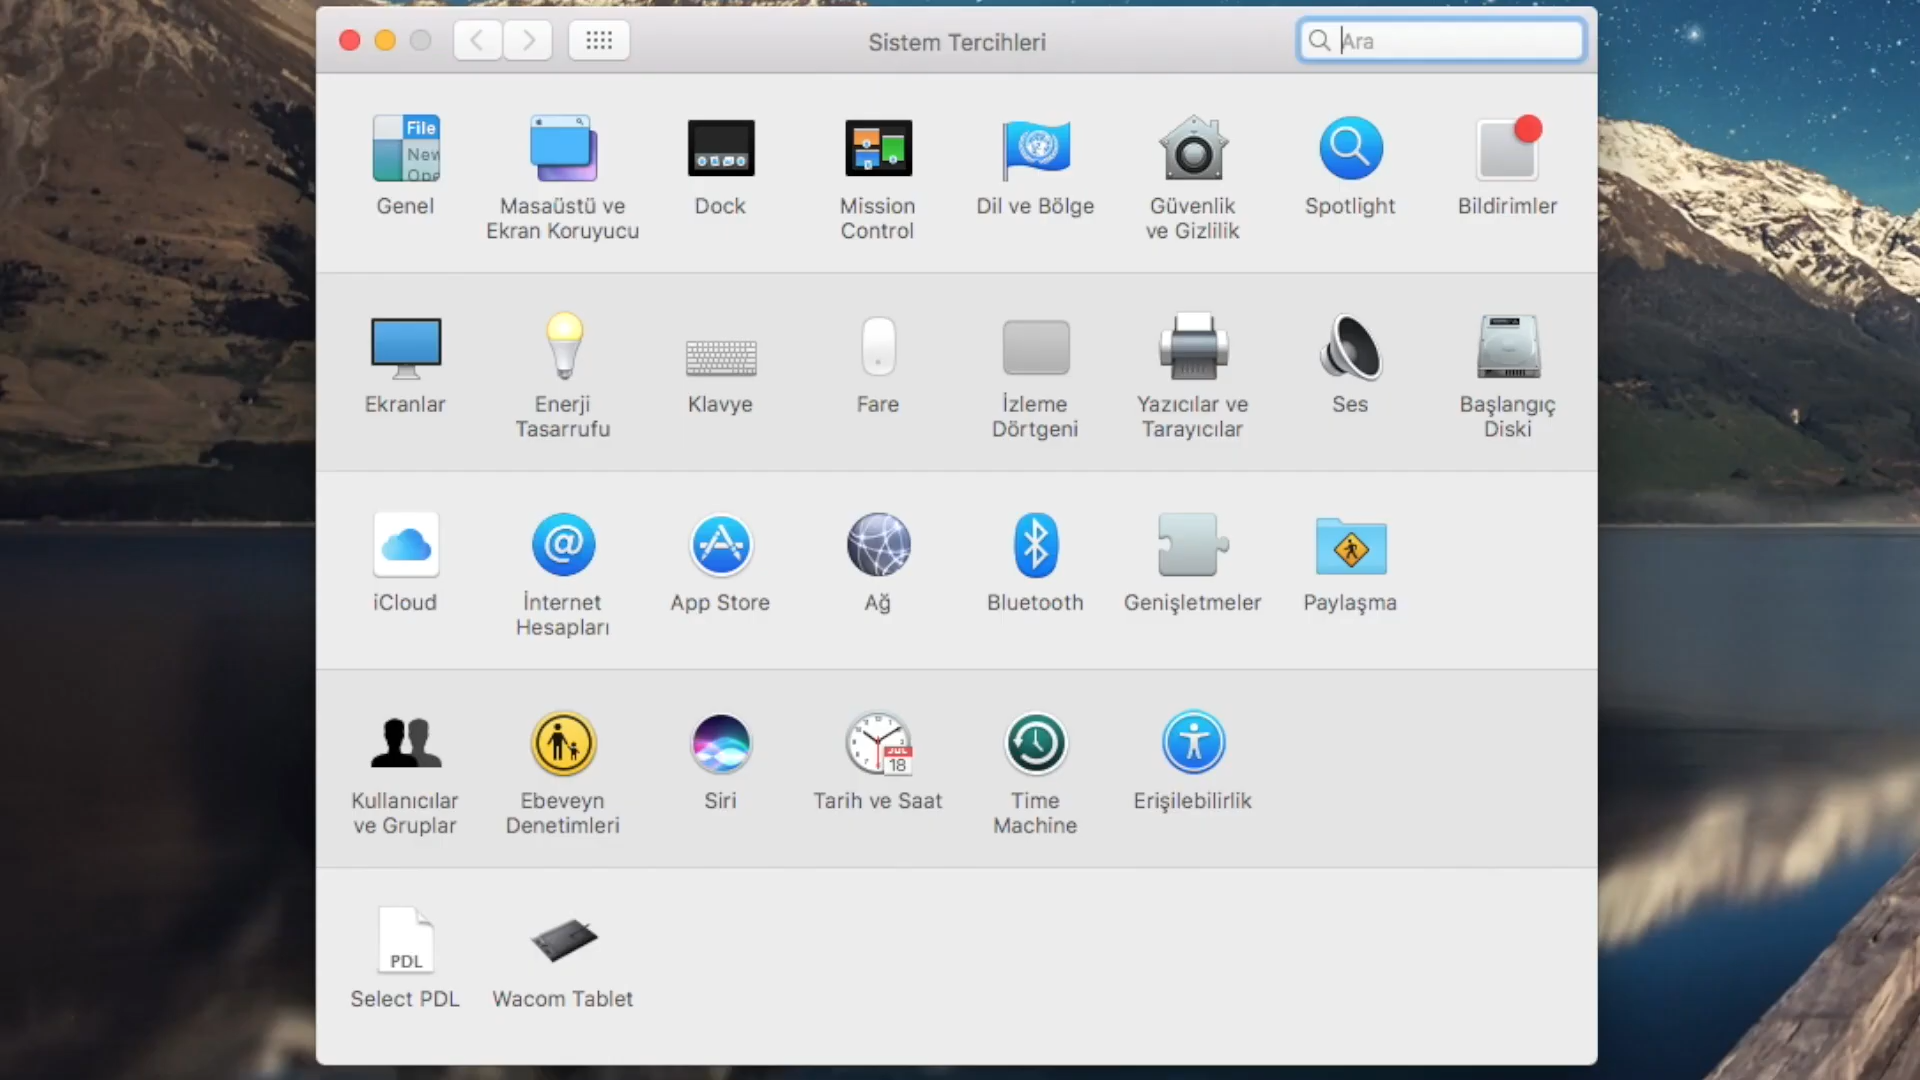 Sistem Tercihleri
Ara
File
New
Ope
Genel
Masaüstü ve
Ekran Koruyucu
Dock
Mission
Control
Dil ve Bölge
Güvenlik
ve Gizlilik
Spotlight
Bildirimler
Ekranlar
Enerji
Tasarrufu
Klavye
Fare
İzleme
Dörtgeni
Yazıcılar ve
Tarayıcılar
Ses
Başlangıç
Diski
iCloud
İnternet
Hesapları
App Store
Ağ
Bluetooth
Genişletmeler
Paylaşma
Kullanıcılar
ve Gruplar
Ebeveyn
Denetimleri
Siri
JUL
18
Tarih ve Saat
Time
Machine
Erişilebilirlik
PDL
Select PDL
Wacom Tablet